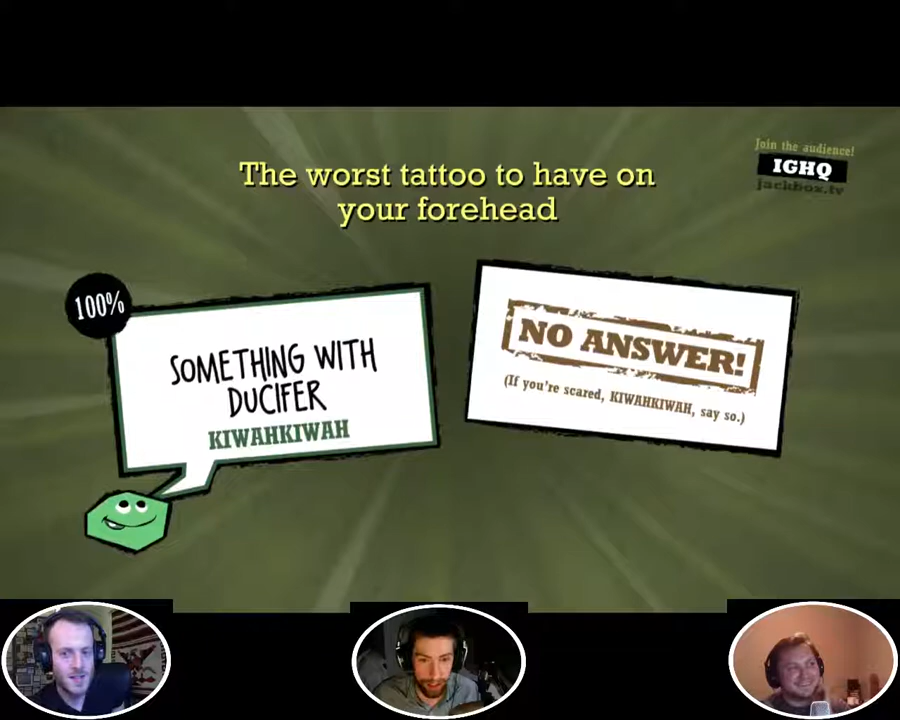 Join the audience!
IGHQ
jackbox.tv
The worst tattoo to have on
your forehead
100%
SOMETHING WITH
DUCIFER
KIWAHKIWAH
NO ANSWER!
(If you're scared, KIWAHKIWAH, say so.)